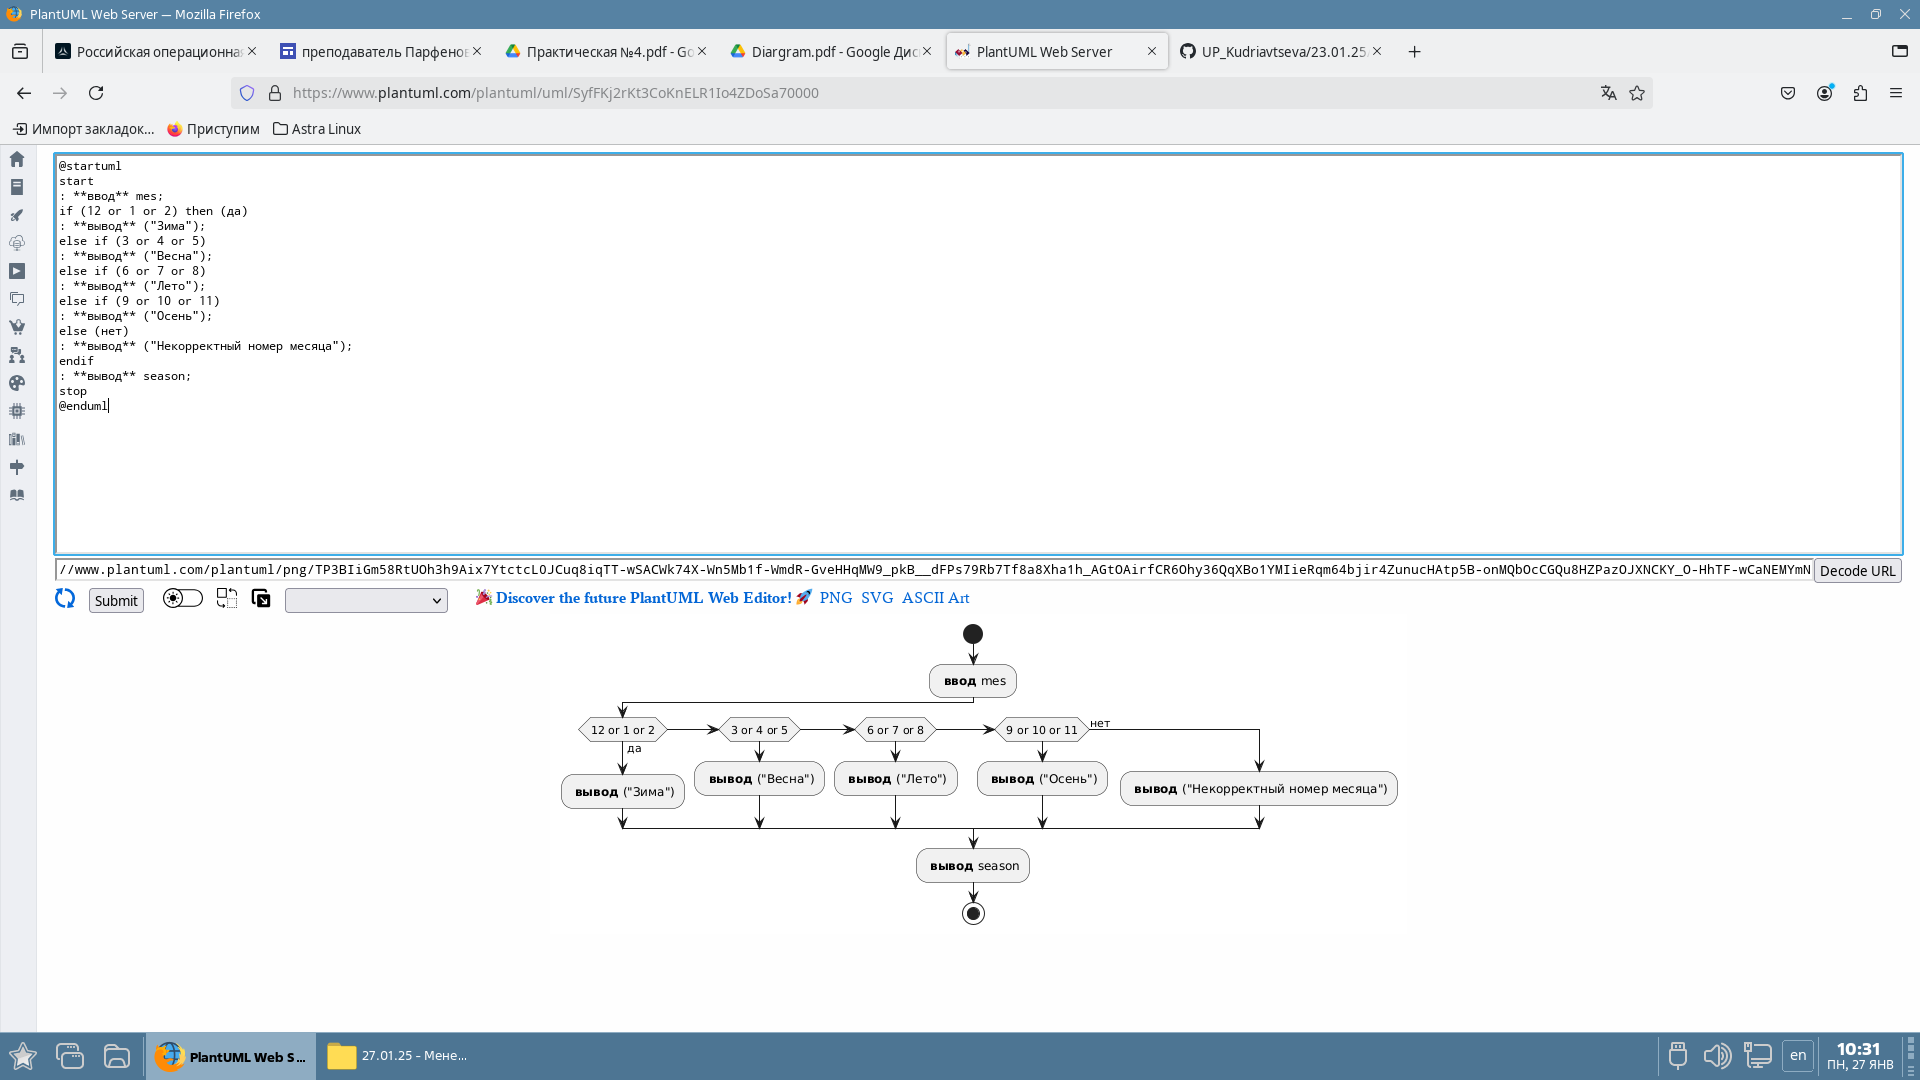 PlantUML Web Server — Mozilla Firefox
Российская операционна
преподаватель Парфенов
Практическая №4.pdf - Go
Diargram.pdf - Google Дис
PlantUML Web Server
UP_Kudriavtseva/23.01.25
https://www.plantuml.com/plantuml/uml/SyfFKj2rKt3CoKnELR1Io4ZDoSa70000
Импорт закладок...
Приступим
Astra Linux
@startuml
start
: **ввод** mes;
if (12 or 1 or 2) then (да)
: **вывод** ("Зима");
else if (3 or 4 or 5)
: **вывод** ("Весна");
else if (6 or 7 or 8)
: **вывод** ("Лето");
else if (9 or 10 or 11)
: **вывод** ("Осень");
else (нет)
: **вывод** ("Некорректный номер месяца");
endif
: **вывод** season;
stop
@enduml
//www.plantuml.com/plantuml/png/TP3BIiGm58RtUOh3h9Aix7YtctcL0JCuq8iqTT-wSACWk74X-Wn5Mb1f-WmdR-GveHHqMW9_pkB__dFPs79Rb7Tf8a8Xha1h_AGtOAirfCR6Ohy36QqXBo1YMIieRqm64bjir4ZunucHAtp5B-onMQbOcCGQu8HZPazOJXNCKY_O-HhTF-wCaNEMYmN
Decode URL
Submit
Discover the future PlantUML Web Editor!
PNG SVG ASCII Art
ввод mes
12 or 1 or 2
3 or 4 or 5
6 or 7 or 8
9 or 10 or 11
нет
да
вывод ("Зима")
вывод ("Весна")
вывод ("Лето")
вывод ("Осень")
вывод ("Некорректный номер месяца")
вывод season
PlantUML Web S...
27.01.25 - Мене...
en
10:31
ПН, 27 ЯНВ